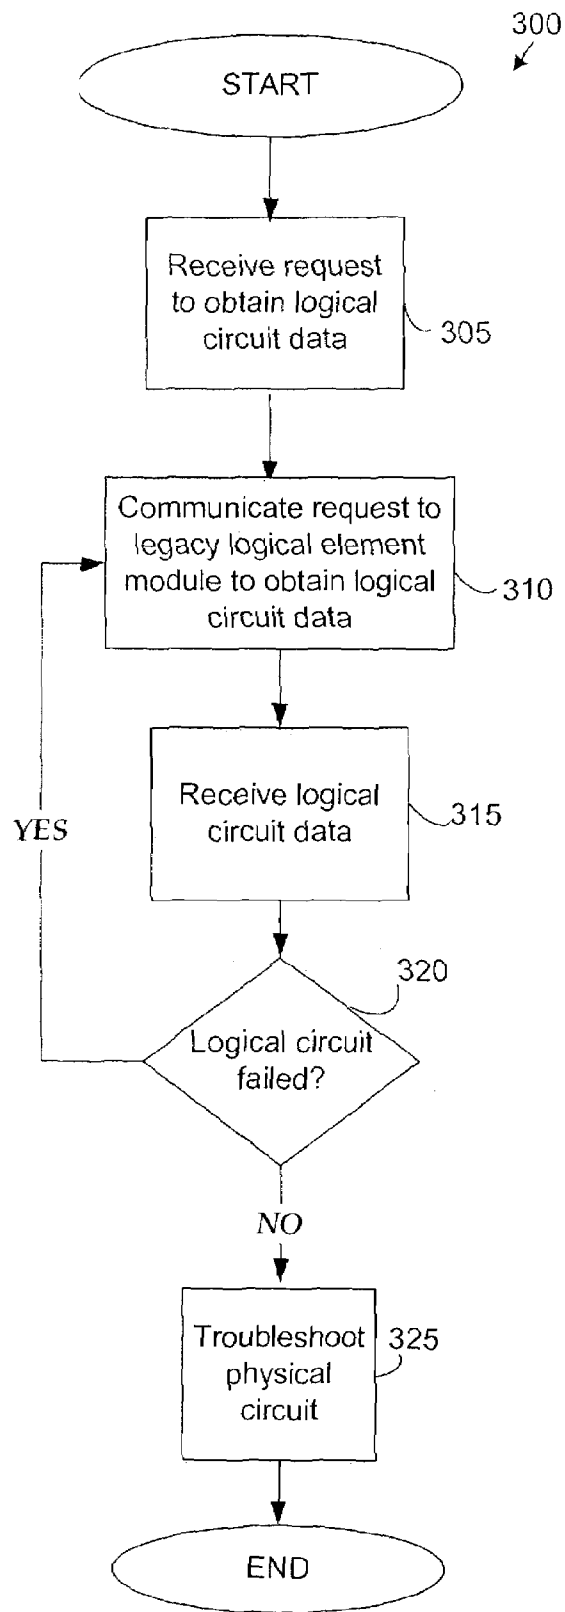 300
START
Receive request
to obtain logical
circuit data
305
Communicate request to
legacy logical element
module to obtain logical
circuit data
310
Receive logical
circuit data
315
YES
320
Logical circuit
failed?
NO
Troubleshoot
physical
circuit
325
END